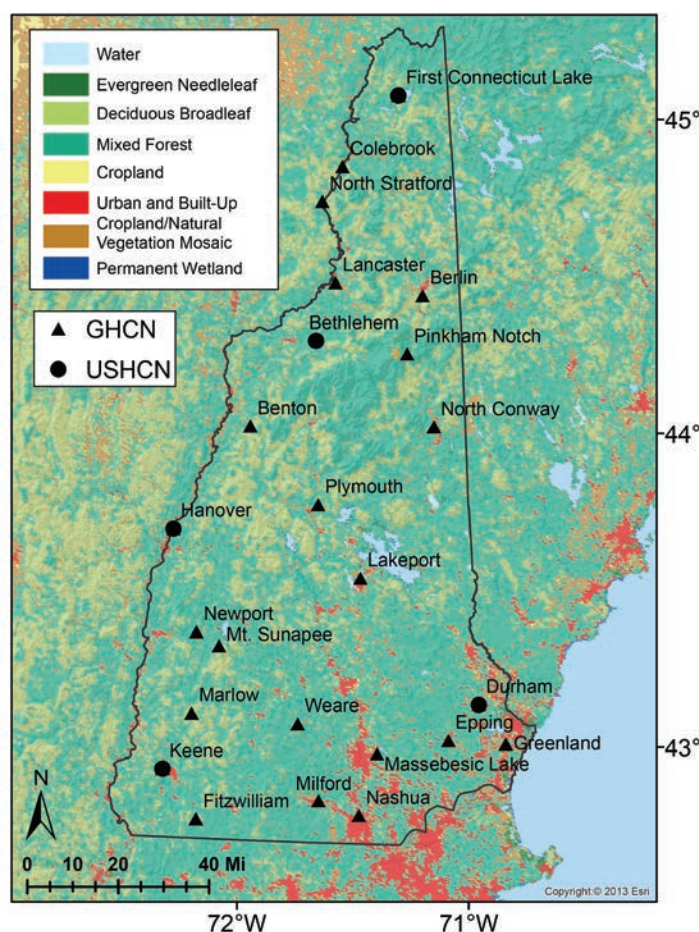 Water
Evergreen Needleleaf
Deciduous Broadleaf
Mixed Forest
Cropland
Urban and Built-Up
Cropland/Natural
Vegetation Mosaic
Permanent Wetland
GHCN
USHCN
First Connecticut Lake
45°N
Colebrook
North Stratford
Lancaster
Berlin
Bethlehem
Pinkham Notch
Benton
North Conway
44°N
Plymouth
Hanover
Lakeport
Newport
Mt. Sunapee
Durham
Marlow
Weare
Epping
Greenland
43°N
Keene
Massebesic Lake
Milford
Fitzwilliam
Nashua
N
0 10 20 40 Mi
Copyright:© 2013 Esri
72°W 71°W